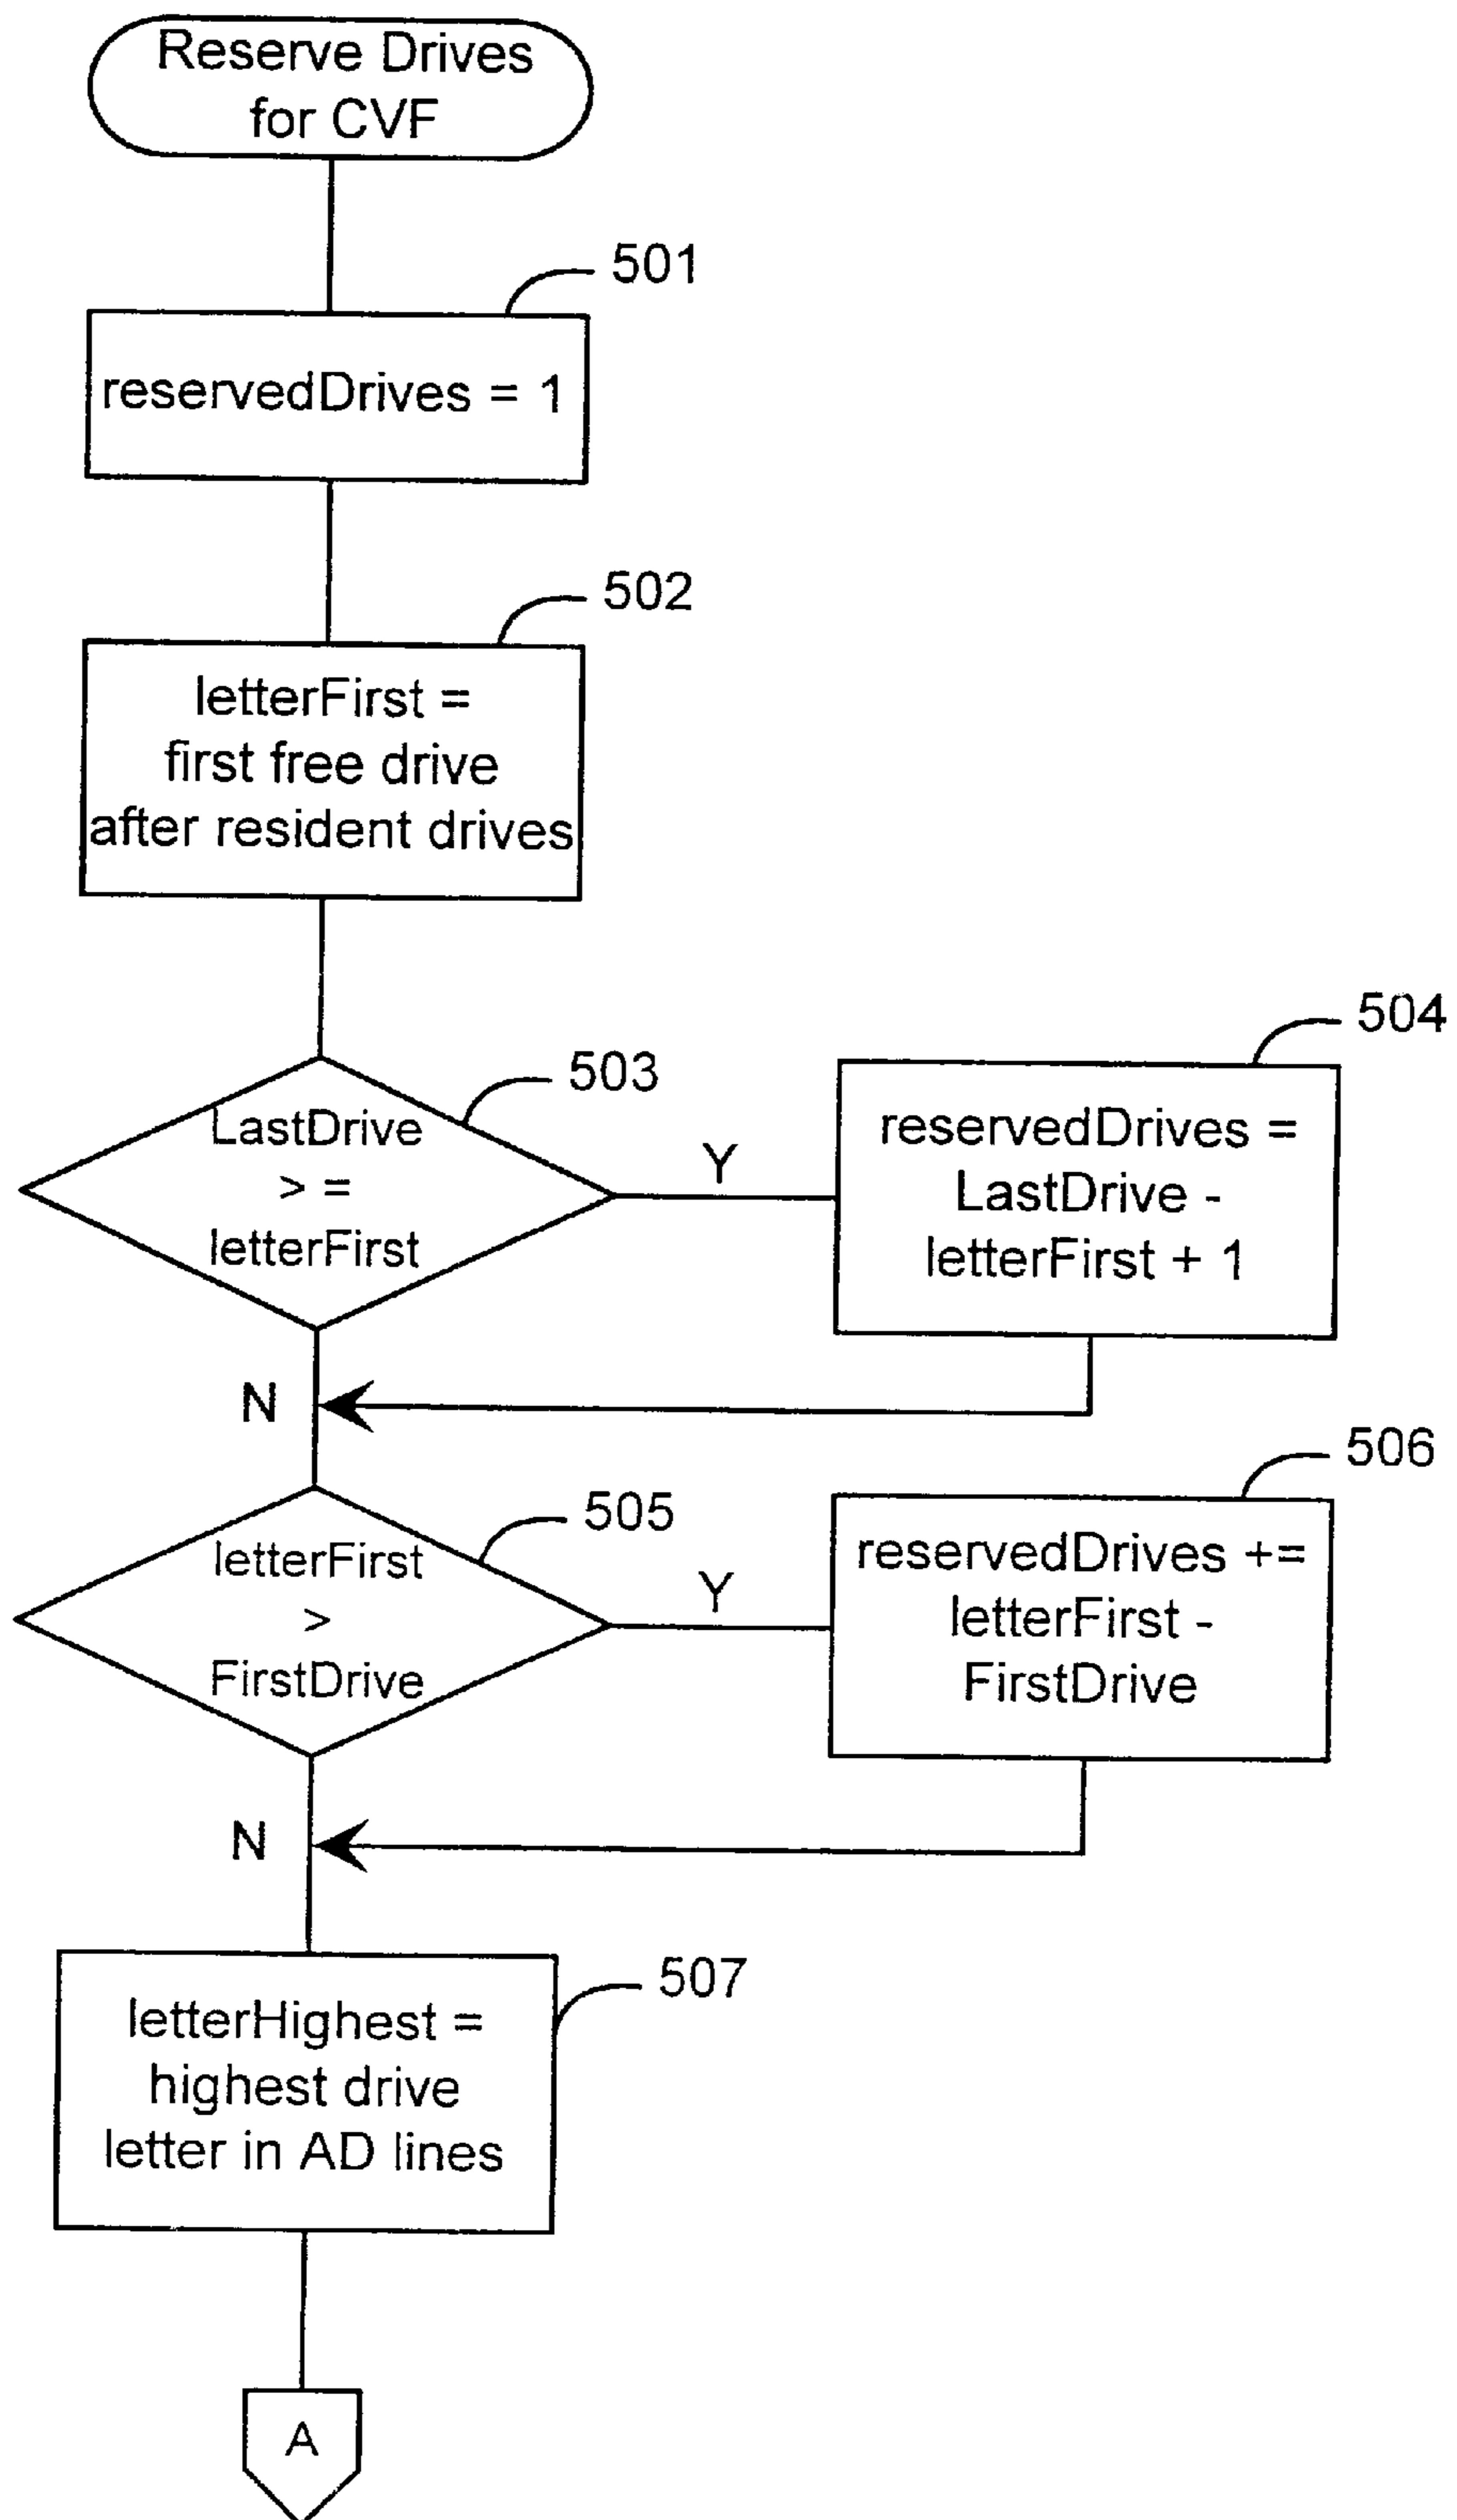 Reserve Drives
for CVF
501
reservedDrives = 1
502
letterFirst =
first free drive
after resident drives
503
LastDrive
> =
letterFirst
Y
504
reservedDrives =
LastDrive -
letterFirst + 1
N
505
letterFirst
>
FirstDrive
Y
506
reservedDrives +=
letterFirst -
FirstDrive
N
507
letterHighest =
highest drive
letter in AD lines
A